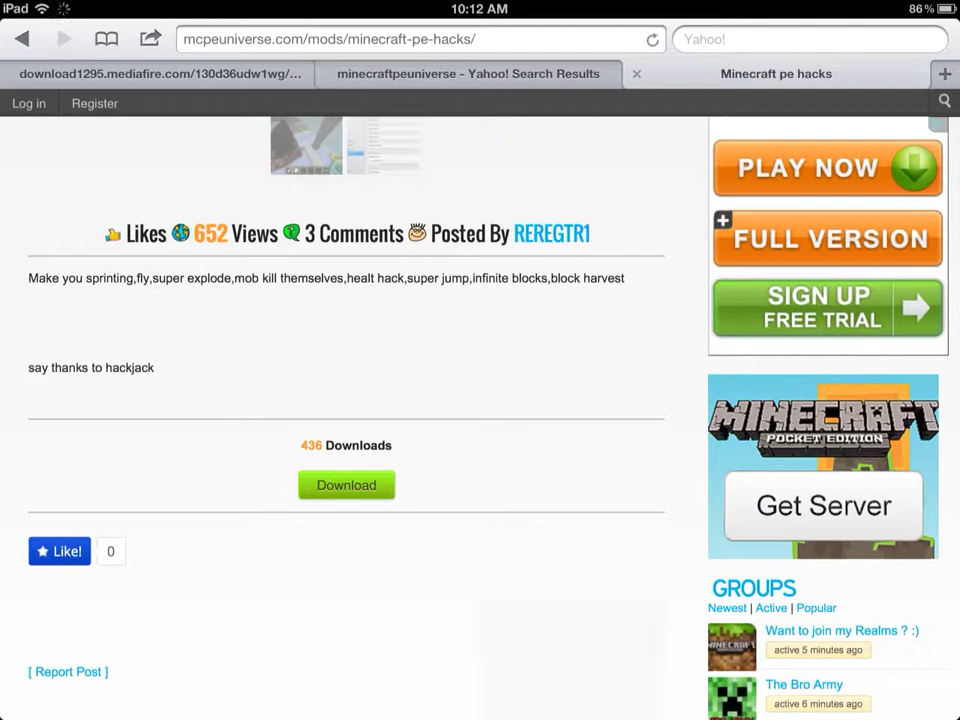 iPad
10:12 AM
86%
mcpeuniverse.com/mods/minecraft-pe-hacks/
Yahoo!
download1295.mediafire.com/130d36udw1wg/...
minecraftpeuniverse - Yahoo! Search Results
Minecraft pe hacks
Log in
Register
PLAY NOW
FULL VERSION
SIGN UP
FREE TRIAL
Likes 652 Views 3 Comments Posted By REREGTR1
Make you sprinting,fly,super explode,mob kill themselves,healt hack,super jump,infinite blocks,block harvest
say thanks to hackjack
436 Downloads
Download
Like!
0
[ Report Post ]
MINECRAFT
POCKET EDITION
Get Server
GROUPS
Newest | Active | Popular
Want to join my Realms ? :)
active 5 minutes ago
The Bro Army
active 6 minutes ago